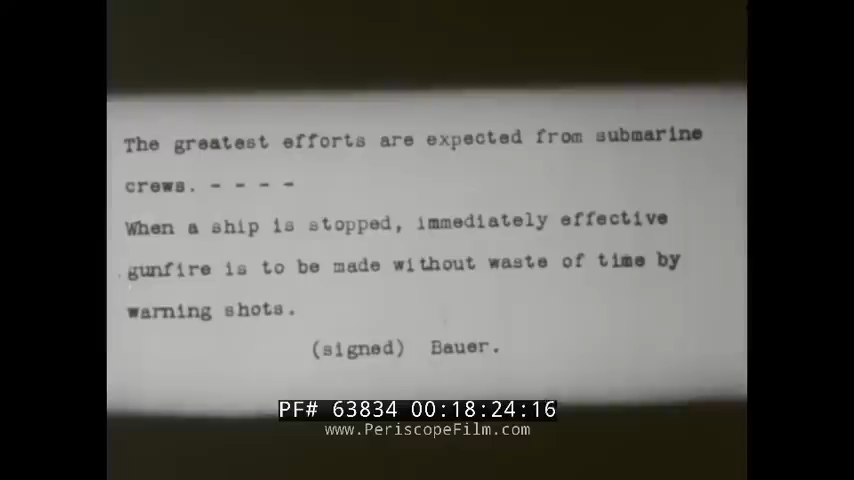 The greatest efforts are expected from submarine
crews. - - - -
When a ship is stopped, immediately effective
gunfire is to be made without waste of time by
warning shots.
(signed) Bauer.
PF# 63834 00:18:24:16
www.PeriscopeFilm.com